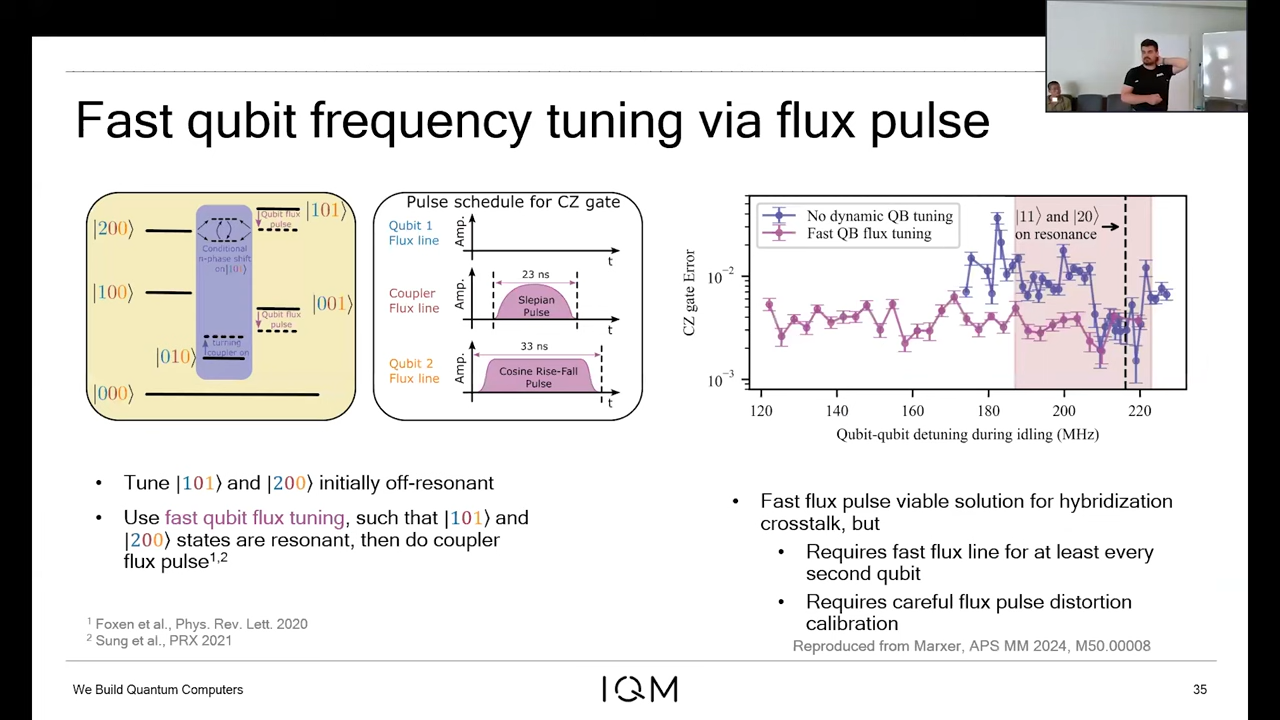 Fast qubit frequency tuning via flux pulse
|200⟩
|100⟩
|010⟩
|000⟩
|101⟩
|001⟩
Qubit flux
pulse
Conditional
π-phase shift
on|101⟩
Qubit flux
pulse
turning
coupler on
Pulse schedule for CZ gate
Qubit 1
Flux line
Amp.
t
Coupler
Flux line
Amp.
23 ns
Slepian
Pulse
t
Qubit 2
Flux line
Amp.
33 ns
Cosine Rise-Fall
Pulse
t
No dynamic QB tuning
Fast QB flux tuning
|11⟩ and |20⟩
on resonance
CZ gate Error
10⁻²
10⁻³
120 140 160 180 200 220
Qubit-qubit detuning during idling (MHz)
• Tune |101⟩ and |200⟩ initially off-resonant
• Use fast qubit flux tuning, such that |101⟩ and
|200⟩ states are resonant, then do coupler
flux pulse¹,²
• Fast flux pulse viable solution for hybridization
crosstalk, but
• Requires fast flux line for at least every
second qubit
• Requires careful flux pulse distortion
calibration
¹ Foxen et al., Phys. Rev. Lett. 2020
² Sung et al., PRX 2021
Reproduced from Marxer, APS MM 2024, M50.00008
We Build Quantum Computers
IQM
35